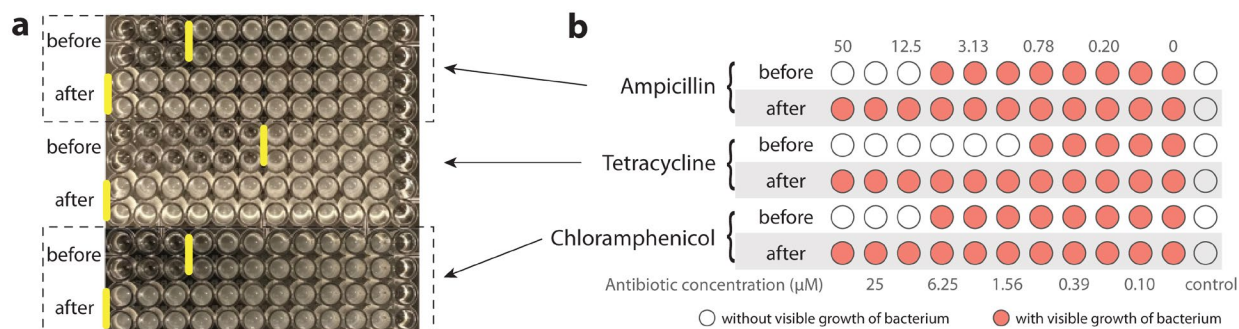 a
before
after
before
after
before
after
b
50 12.5 3.13 0.78 0.20 0
Ampicillin
before
after
Tetracycline
before
after
Chloramphenicol
before
after
Antibiotic concentration (μM) 25 6.25 1.56 0.39 0.10 control
without visible growth of bacterium with visible growth of bacterium